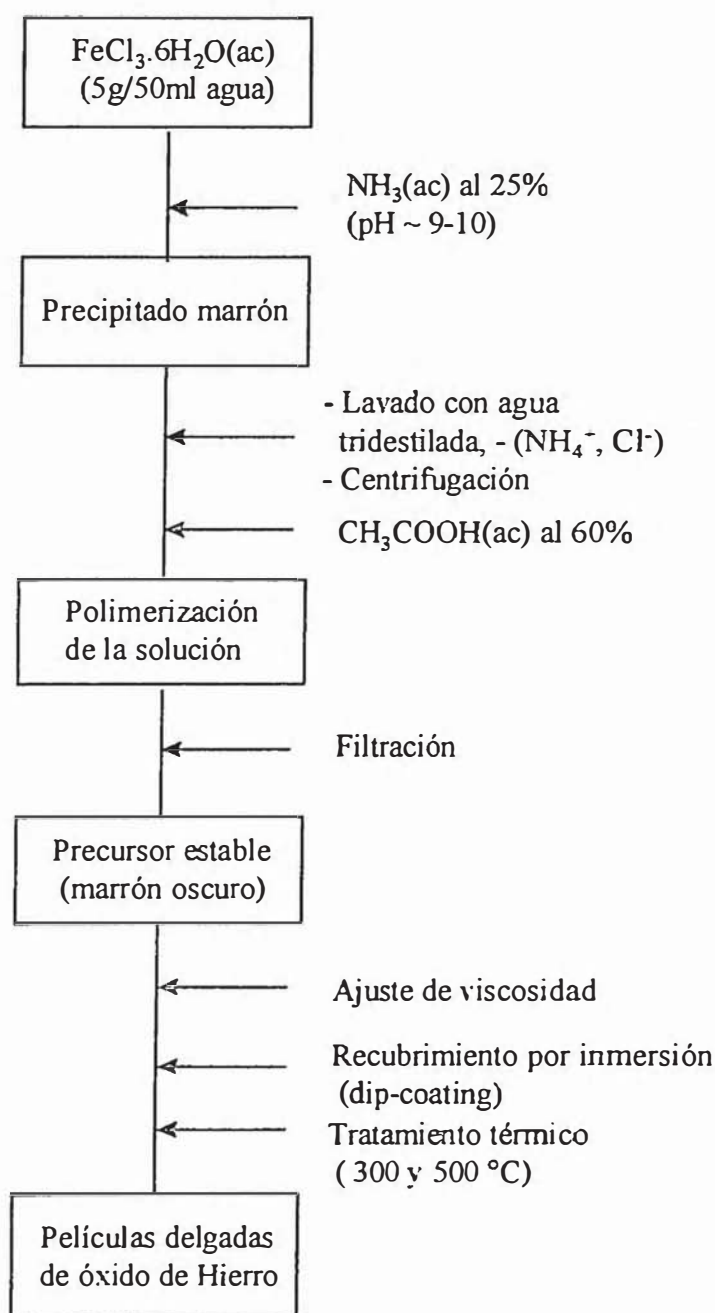 FeCl₃.6H₂O(ac)
(5g/50ml agua)
NH₃(ac) al 25%
(pH ~ 9-10)
Precipitado marrón
- Lavado con agua
tridestilada, - (NH₄⁺, Cl⁻)
- Centrifugación
CH₃COOH(ac) al 60%
Polimerización
de la solución
Filtración
Precursor estable
(marrón oscuro)
Ajuste de viscosidad
Recubrimiento por inmersión
(dip-coating)
Tratamiento térmico
( 300 y 500 °C)
Películas delgadas
de óxido de Hierro